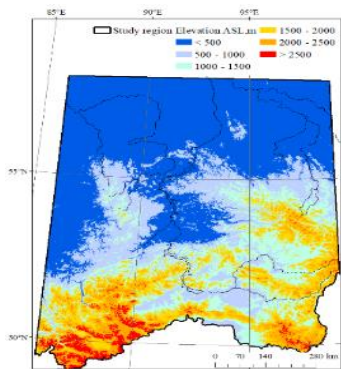 85°E 90°E 95°E
Study region Elevation ASL,m
< 500
500 - 1000
1000 - 1500
1500 - 2000
2000 - 2500
> 2500
55°N
50°N
0 70 140 280 km